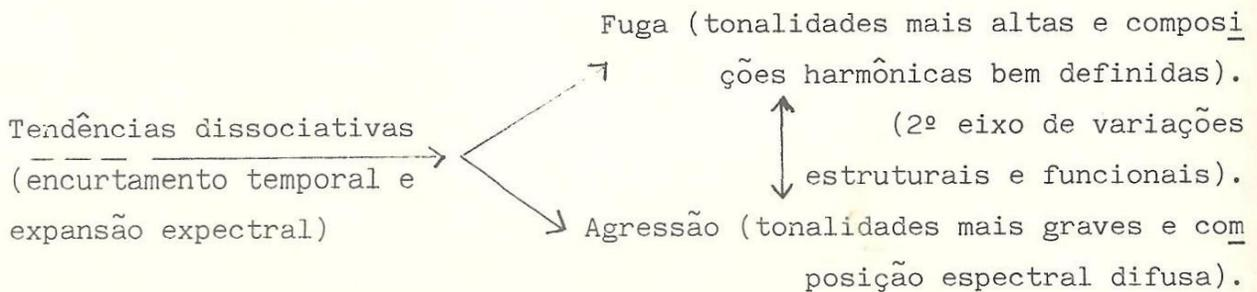 Fuga (tonalidades mais altas e composi
ções harmônicas bem definidas).
(2º eixo de variações
estruturais e funcionais).
Tendências dissociativas
(encurtamento temporal e
expansão expectral)
Agressão (tonalidades mais graves e com
posição espectral difusa).